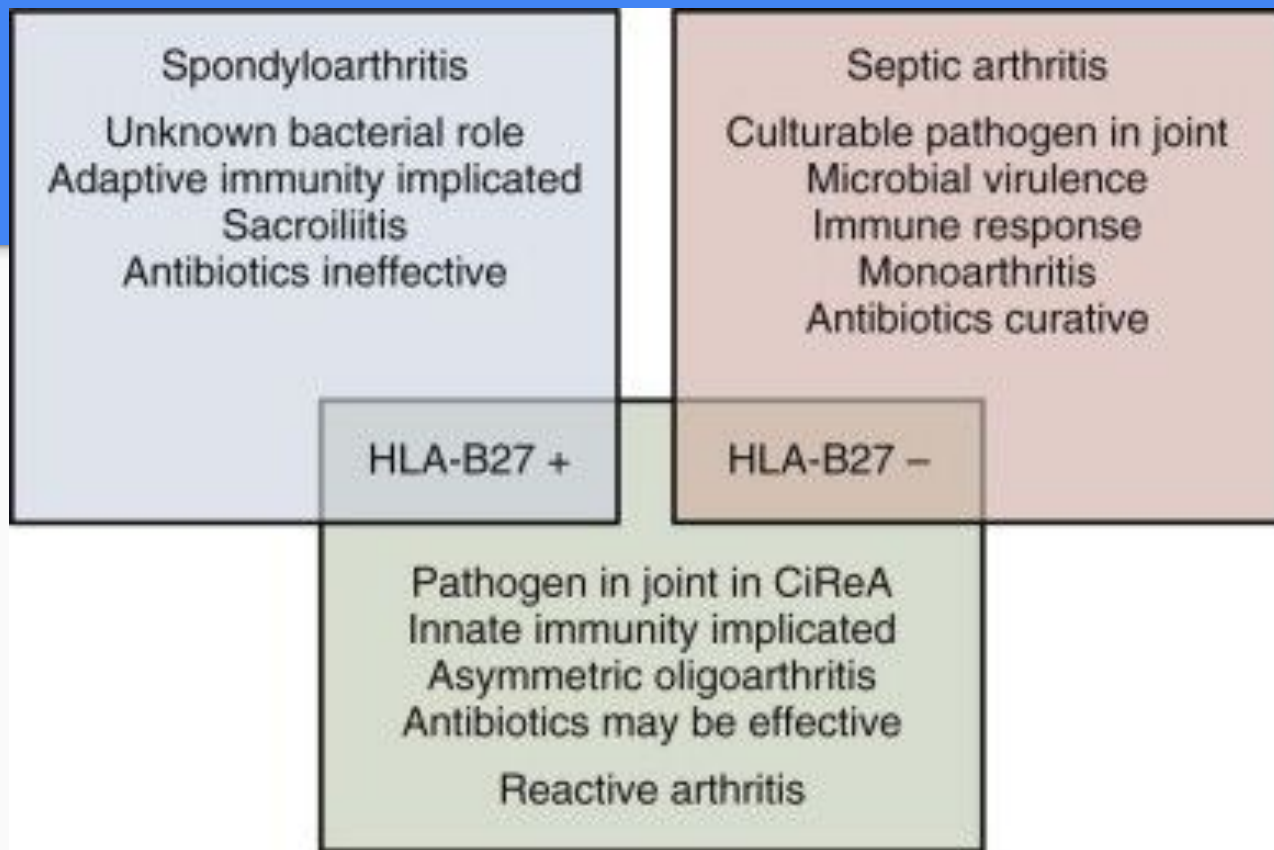 Spondyloarthritis
Unknown bacterial role
Adaptive immunity implicated
Sacroiliitis
Antibiotics ineffective
Septic arthritis
Culturable pathogen in joint
Microbial virulence
Immune response
Monoarthritis
Antibiotics curative
HLA-B27 +
HLA-B27 –
Pathogen in joint in CiReA
Innate immunity implicated
Asymmetric oligoarthritis
Antibiotics may be effective
Reactive arthritis